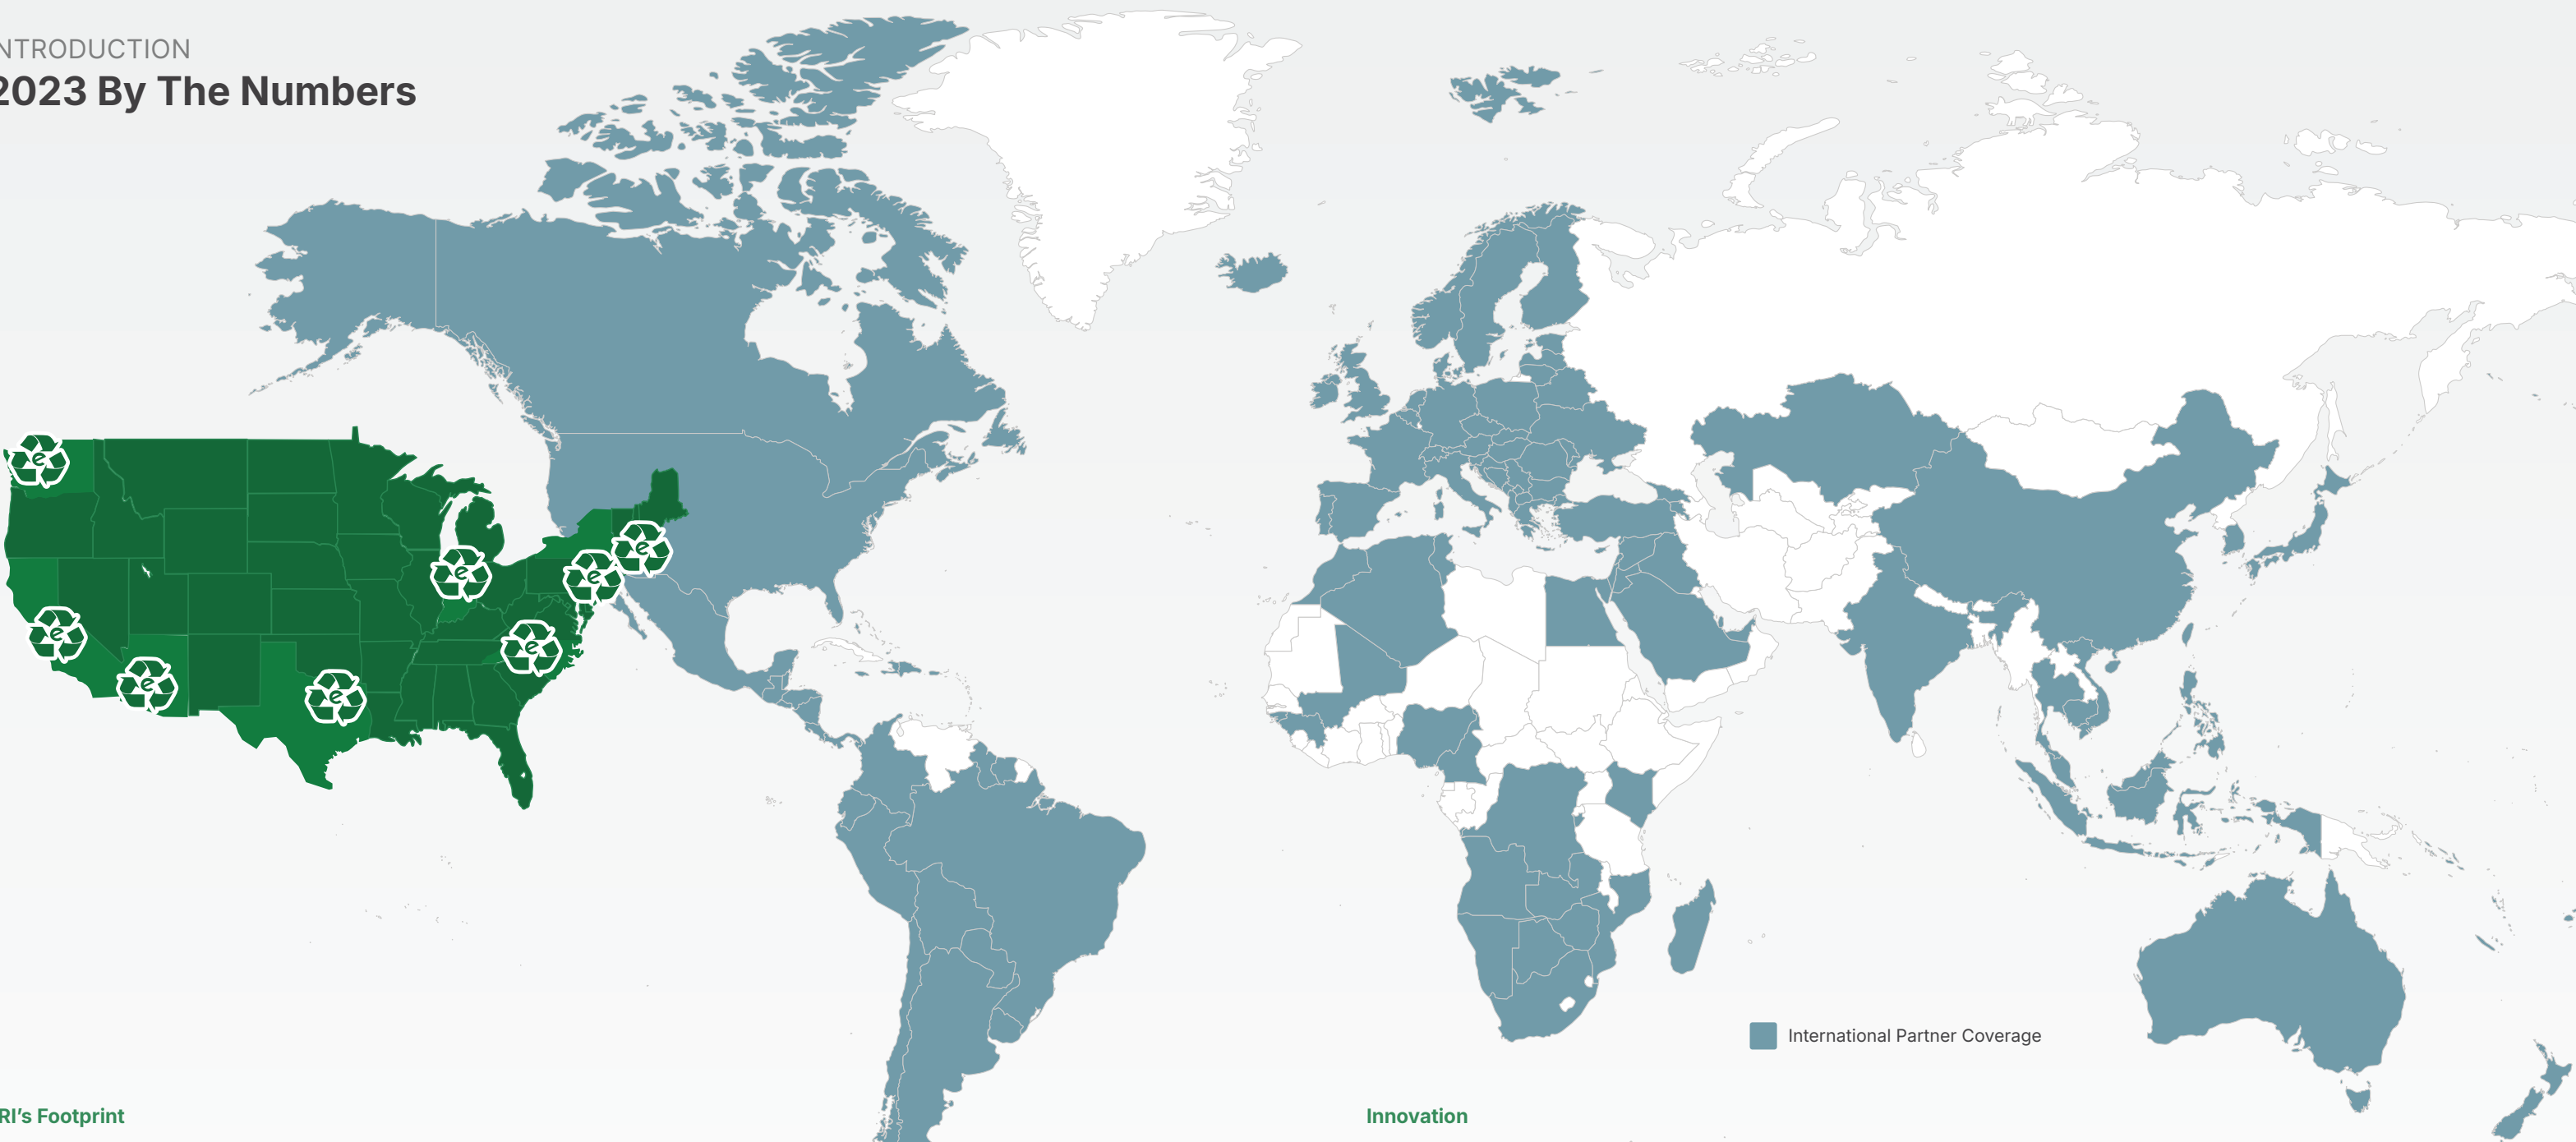 NTRODUCTION
2023 By The Numbers
e
e
e
e
e
e
e
e
International Partner Coverage
RI's Footprint
Innovation